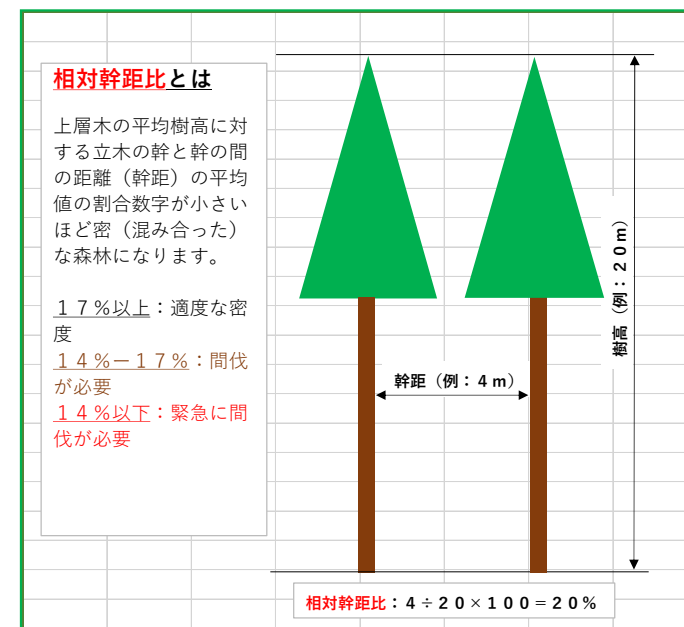 相対幹距比とは
上層木の平均樹高に対
する立木の幹と幹の間
の距離（幹距）の平均
値の割合数字が小さい
ほど密（混み合った）
な森林になります。
１７％以上：適度な密
度
１４％－１７％：間伐
が必要
１４％以下：緊急に間
伐が必要
樹高（例：２０ｍ）
幹距（例：４ｍ）
相対幹距比：４÷２０×１００＝２０％